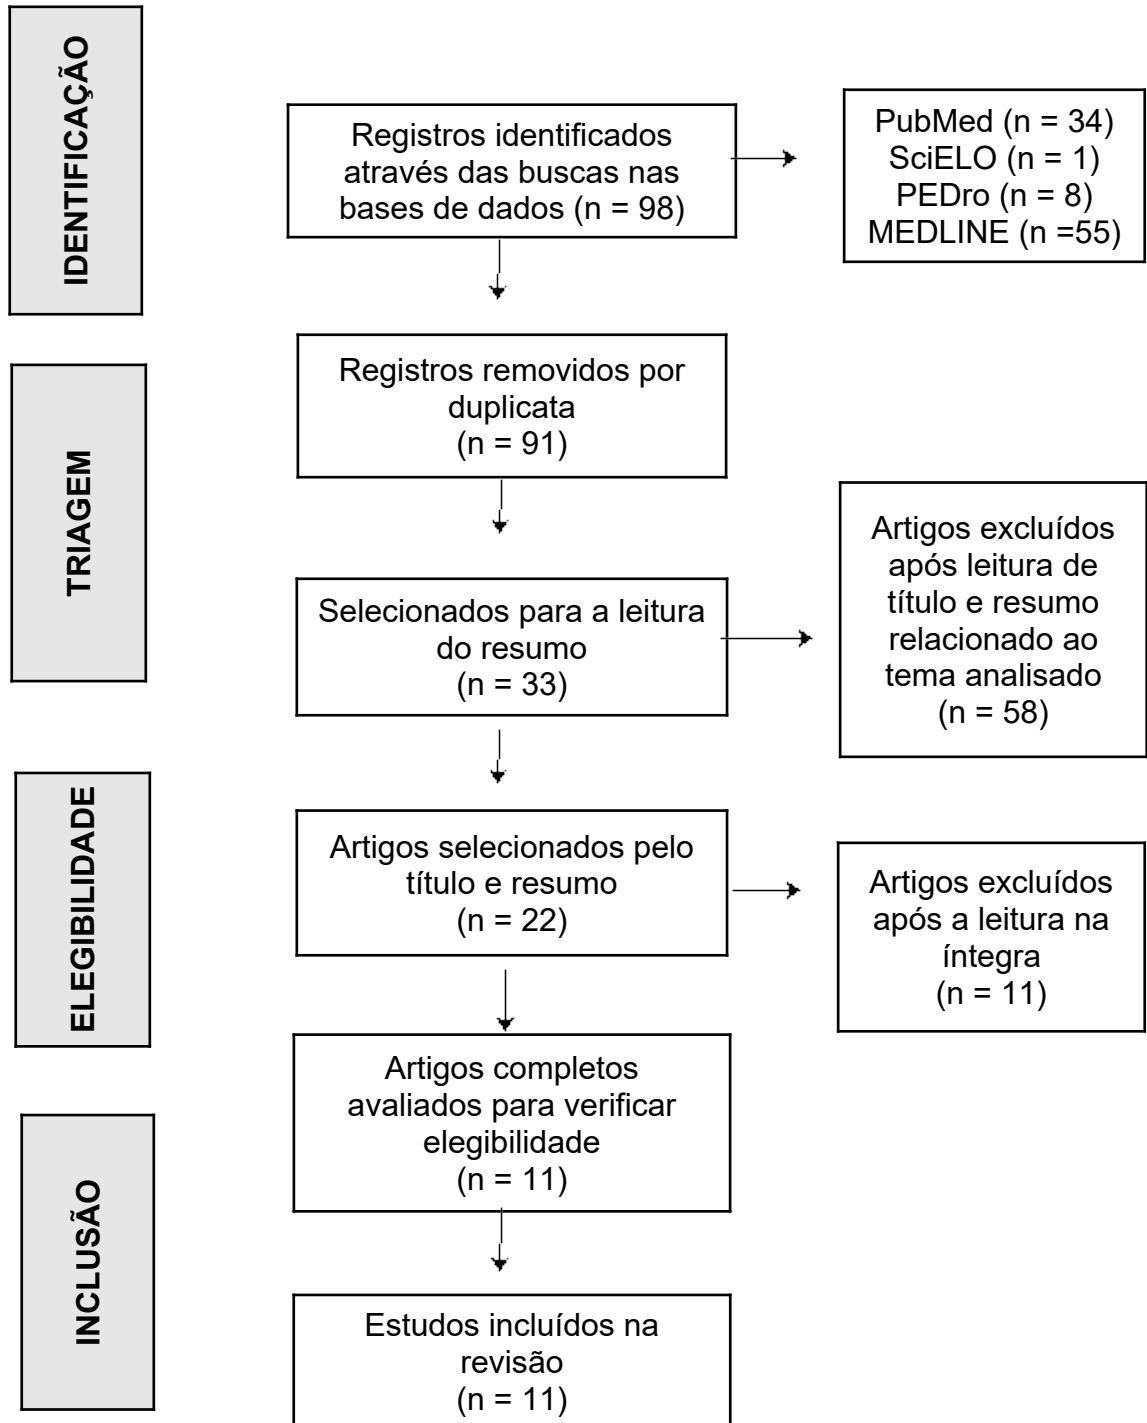 IDENTIFICAÇÃO
Registros identificados
através das buscas nas
bases de dados (n = 98)
PubMed (n = 34)
SciELO (n = 1)
PEDro (n = 8)
MEDLINE (n =55)
TRIAGEM
Registros removidos por
duplicata
(n = 91)
Selecionados para a leitura
do resumo
(n = 33)
Artigos excluídos
após leitura de
título e resumo
relacionado ao
tema analisado
(n = 58)
ELEGIBILIDADE
Artigos selecionados pelo
título e resumo
(n = 22)
Artigos excluídos
após a leitura na
íntegra
(n = 11)
Artigos completos
avaliados para verificar
elegibilidade
(n = 11)
INCLUSÃO
Estudos incluídos na
revisão
(n = 11)